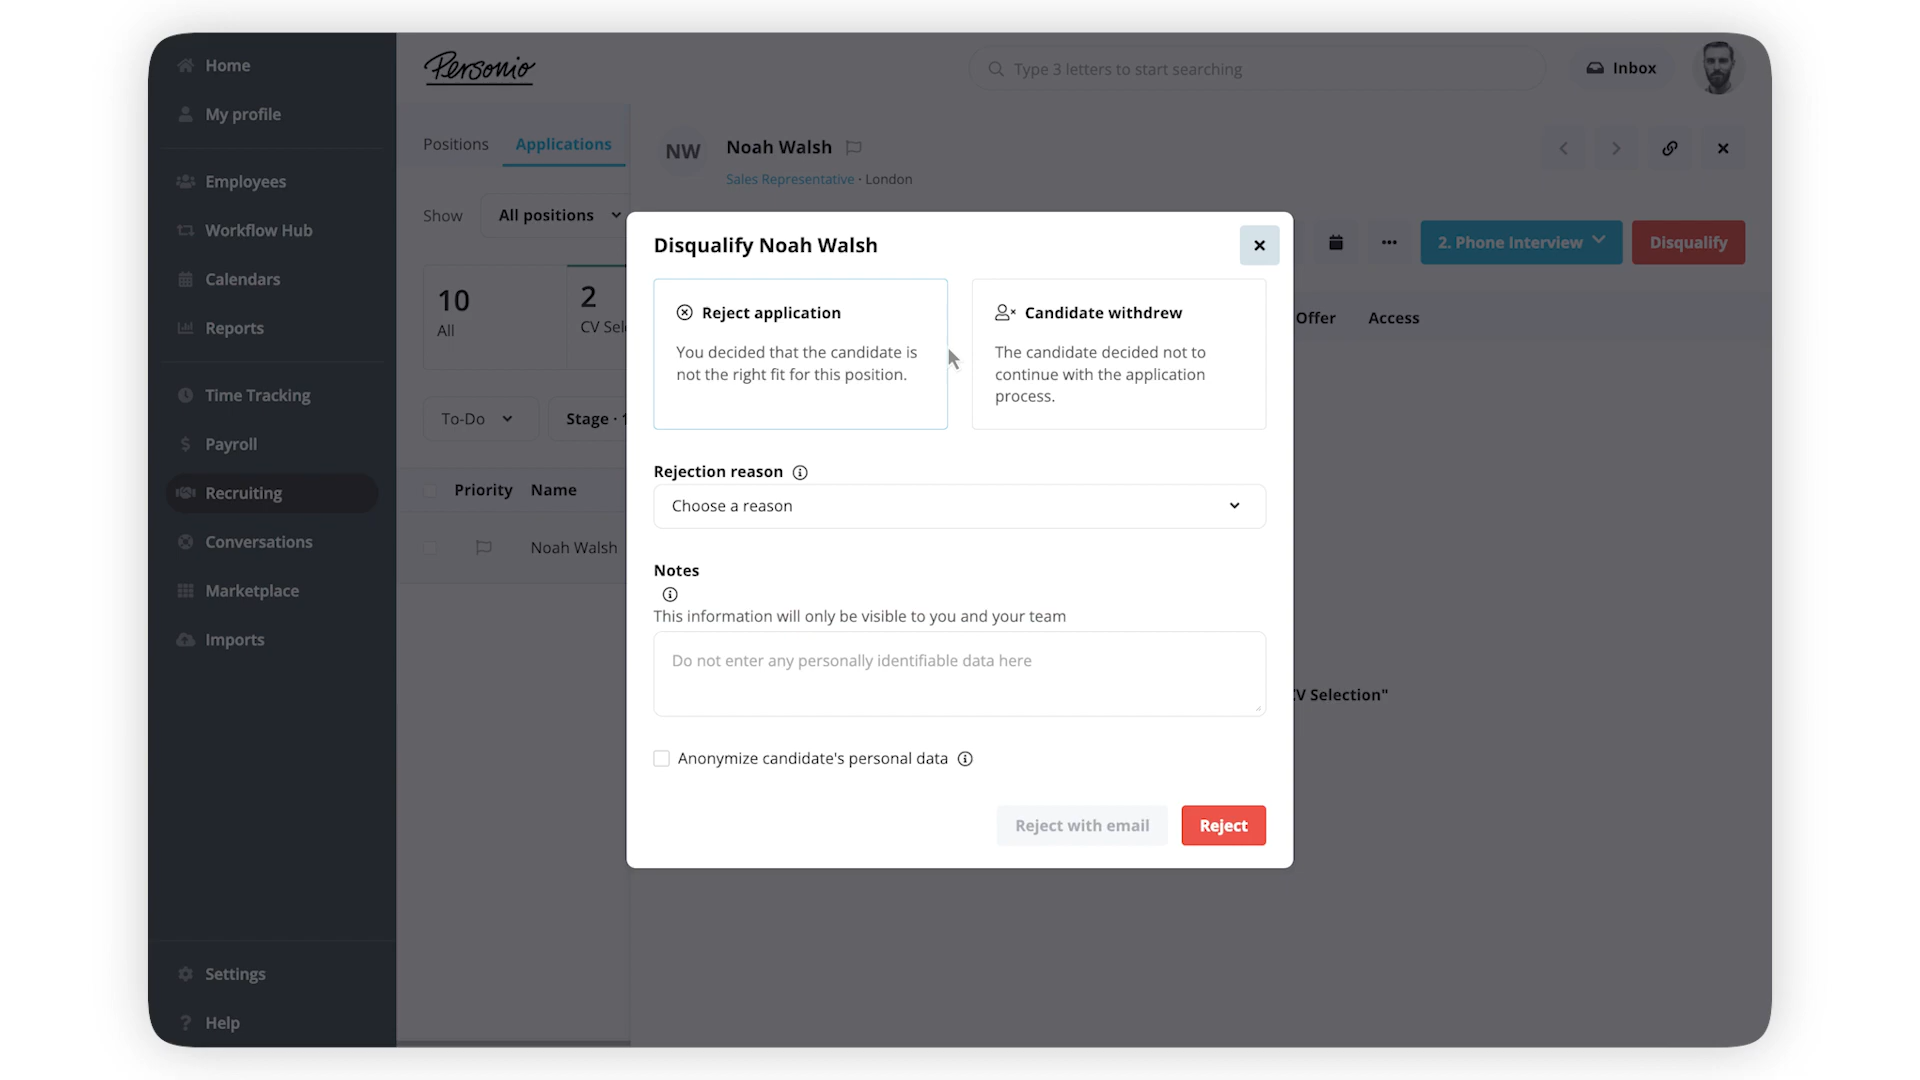 Home
My profile
Employees
Workflow Hub
Calendars
Reports
Time Tracking
Payroll
Recruiting
Conversations
Marketplace
Imports
Settings
Help
Personio
Type 3 letters to start searching
Inbox
Positions
Applications
Show
All positions
10
All
2
CV Sel
To-Do
Stage ·
Priority
Name
Noah Walsh
NW
Noah Walsh
Sales Representative · London
2. Phone Interview
Disqualify
Offer
Access
V Selection"
Disqualify Noah Walsh
Reject application
You decided that the candidate is
not the right fit for this position.
Candidate withdrew
The candidate decided not to
continue with the application
process.
Rejection reason
Choose a reason
Notes
This information will only be visible to you and your team
Do not enter any personally identifiable data here
Anonymize candidate's personal data
Reject with email
Reject